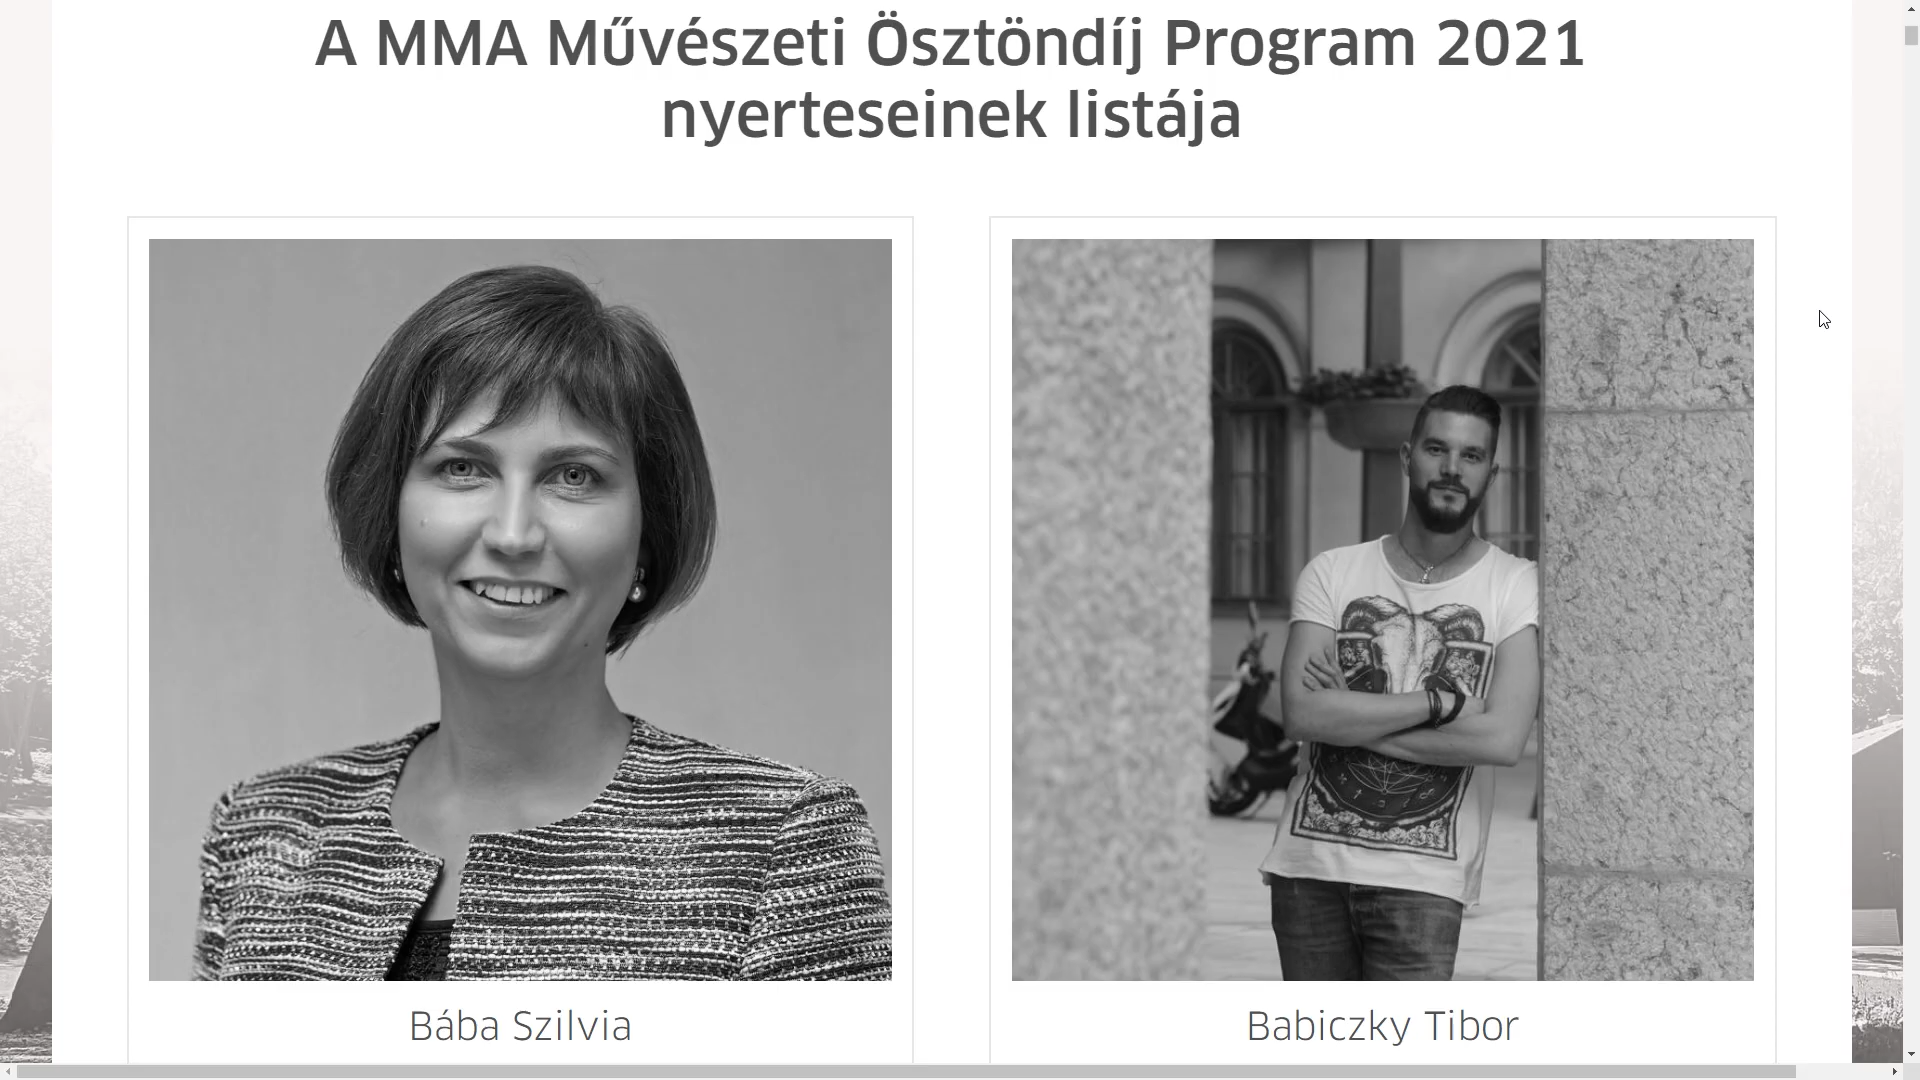 A MMA Művészeti Ösztöndíj Program 2021
nyerteseinek listája
Bába Szilvia
Babiczky Tibor